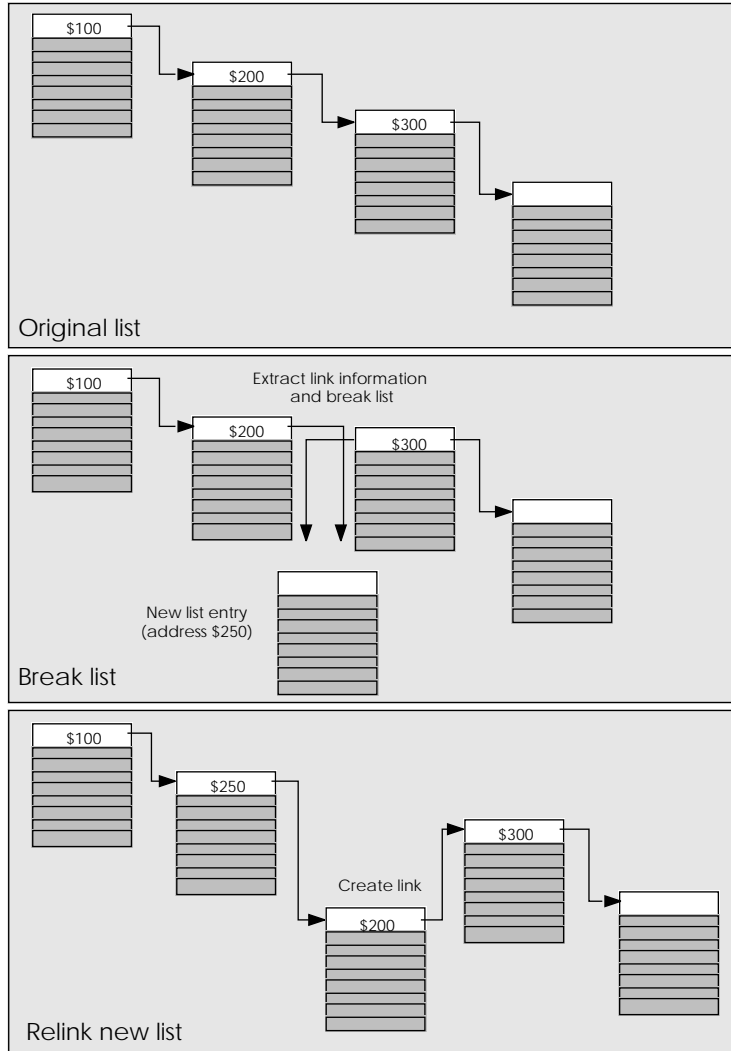 $100
$200
$300
Original list
$100
Extract link information
and break list
$200
$300
New list entry
(address $250)
Break list
$100
$250
$300
Create link
$200
Relink new list